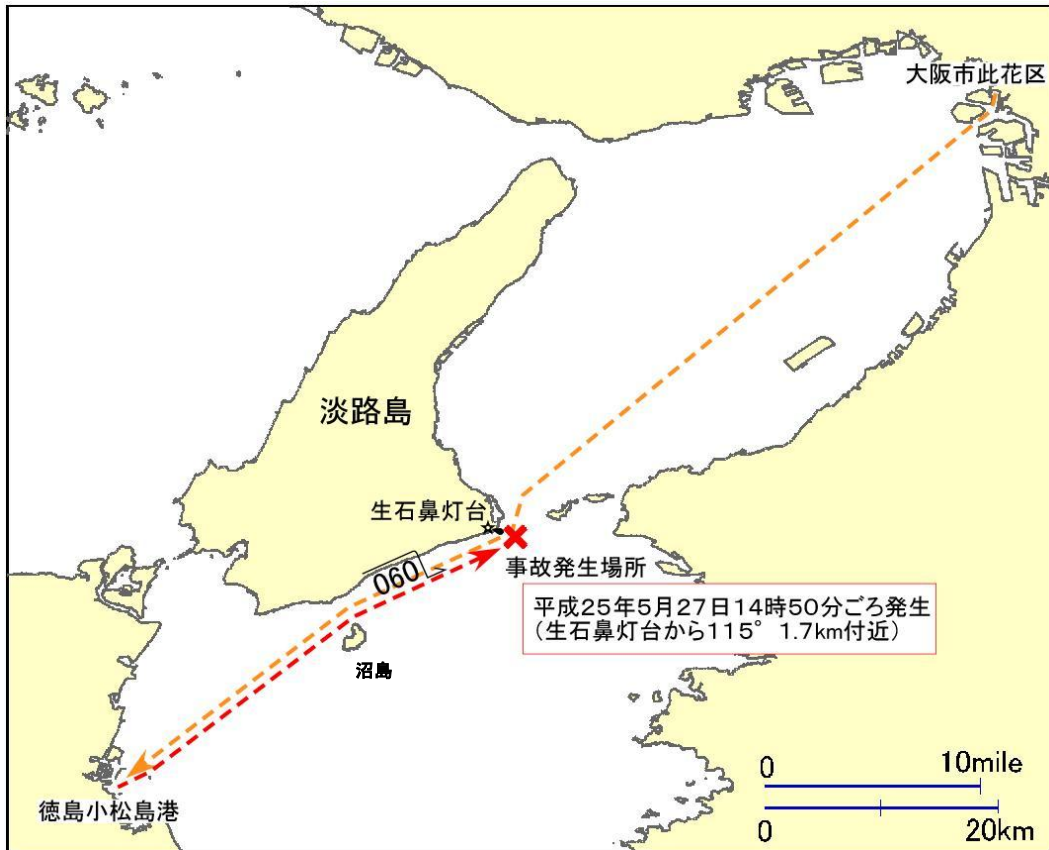 大阪市此花区
淡路島
生石鼻灯台
060
事故発生場所
平成25年5月27日14時50分ごろ発生
（生石鼻灯台から115° 1.7km付近）
沼島
徳島小松島港
0 10mile
0 20km